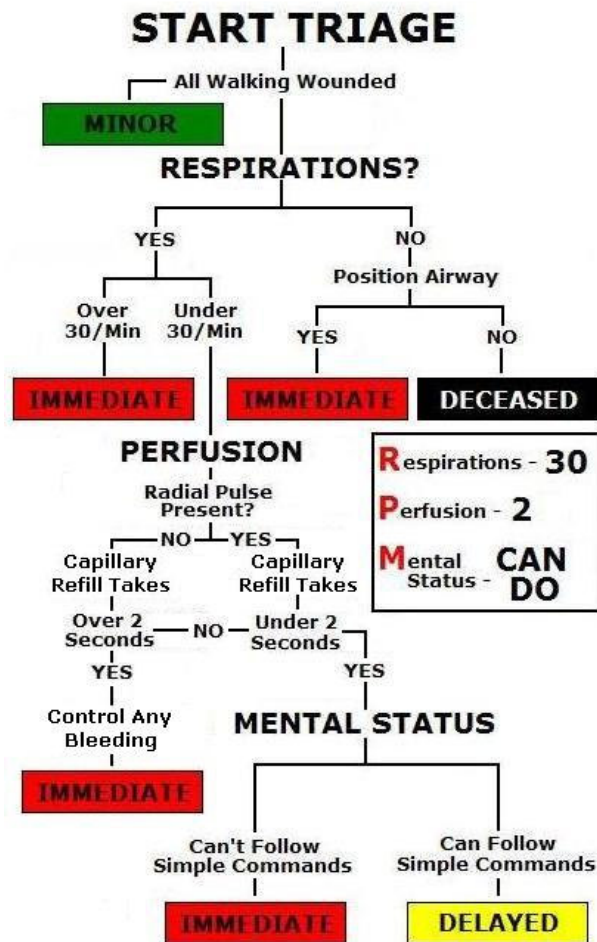 START TRIAGE
All Walking Wounded
MINOR
RESPIRATIONS?
YES
NO
Position Airway
Over
30/Min
Under
30/Min
YES
NO
IMMEDIATE
IMMEDIATE
DECEASED
PERFUSION
Radial Pulse
Present?
NO YES
Capillary
Refill Takes
Capillary
Refill Takes
Over 2
Seconds
NO
Under 2
Seconds
YES
YES
Control Any
Bleeding
IMMEDIATE
Respirations - 30
Perfusion - 2
Mental
Status - CAN
DO
MENTAL STATUS
Can't Follow
Simple Commands
Can Follow
Simple Commands
IMMEDIATE
DELAYED